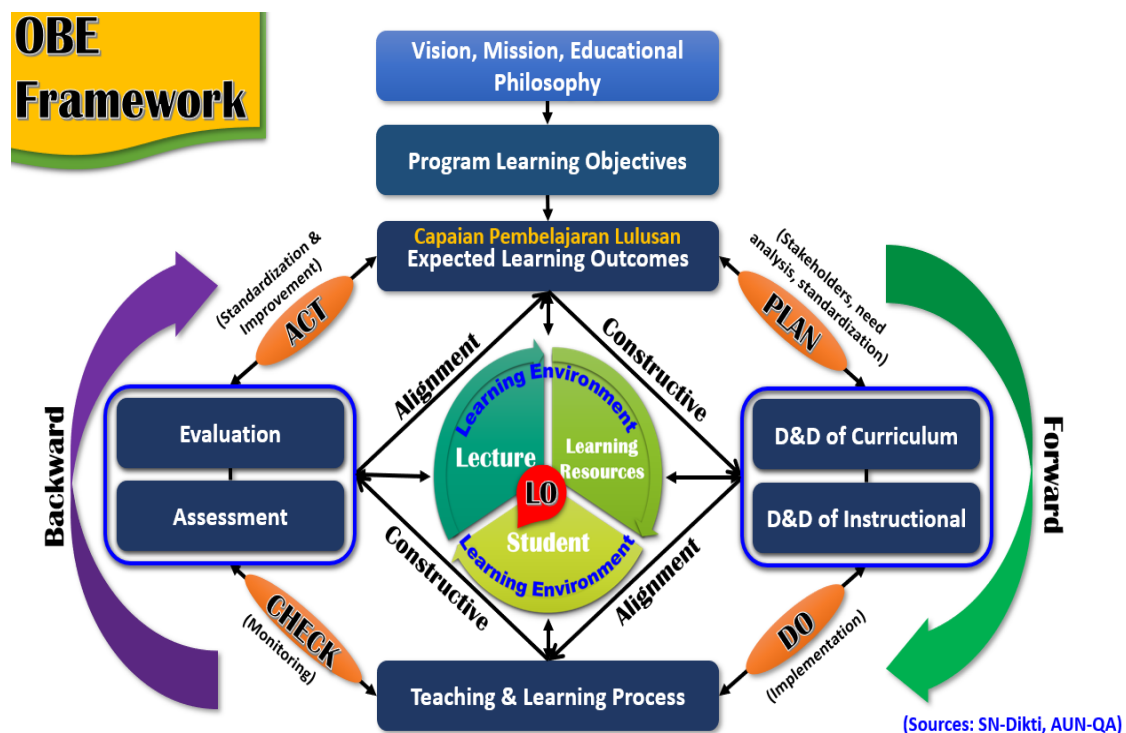 OBE
Framework
Vision, Mission, Educational
Philosophy
Program Learning Objectives
Capaian Pembelajaran Lulusan
Expected Learning Outcomes
(Standardization &
Improvement)
ACT
(Stakeholders, need
analysis, standardization)
PLAN
Alignment
Constructive
Learning Environment
Lecture
Learning
Resources
LO
Student
Learning Environment
Backward
Evaluation
Assessment
D&D of Curriculum
D&D of Instructional
Forward
Constructive
Alignment
CHECK
(Monitoring)
DO
(Implementation)
Teaching & Learning Process
(Sources: SN-Dikti, AUN-QA)